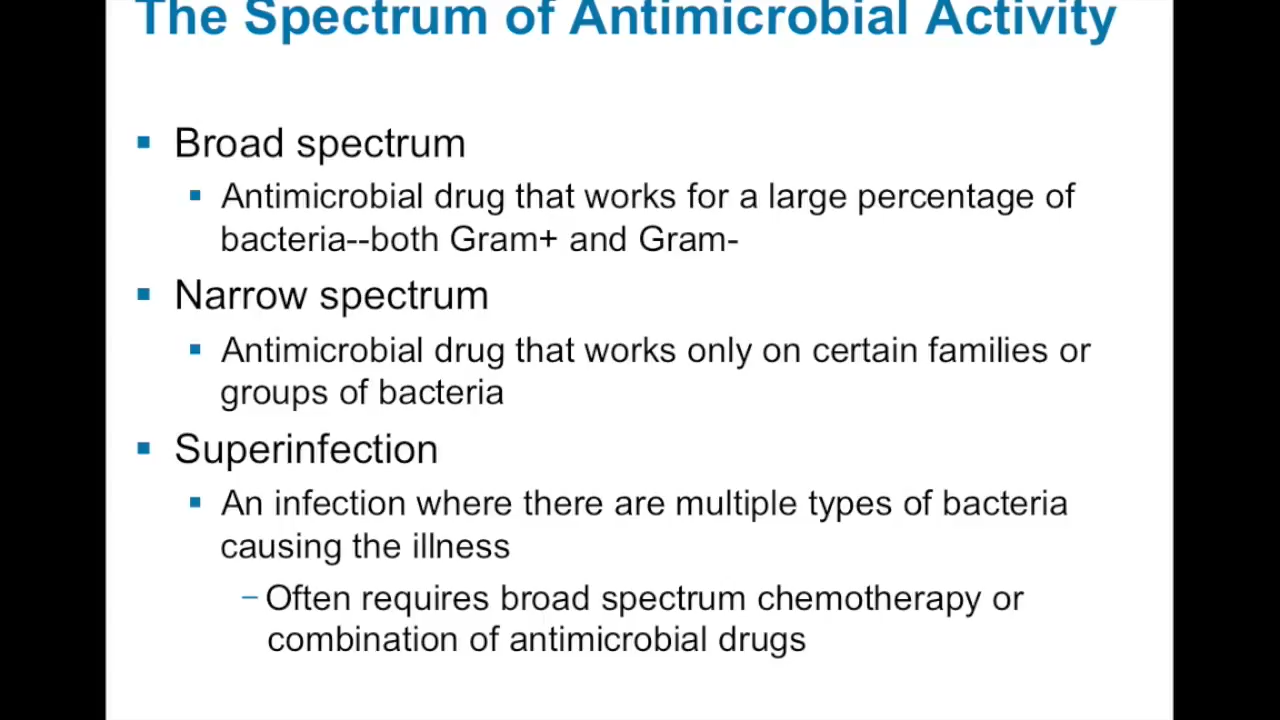 The Spectrum of Antimicrobial Activity
Broad spectrum
Antimicrobial drug that works for a large percentage of
bacteria--both Gram+ and Gram-
Narrow spectrum
Antimicrobial drug that works only on certain families or
groups of bacteria
Superinfection
An infection where there are multiple types of bacteria
causing the illness
– Often requires broad spectrum chemotherapy or
combination of antimicrobial drugs